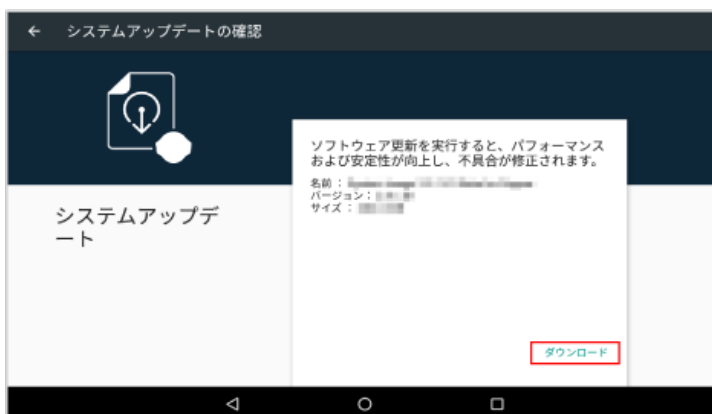 システムアップデートの確認
ソフトウェア更新を実行すると、パフォーマンス
および安定性が向上し、不具合が修正されます。
名前：
バージョン：
サイズ：
システムアップデ
ート
ダウンロード